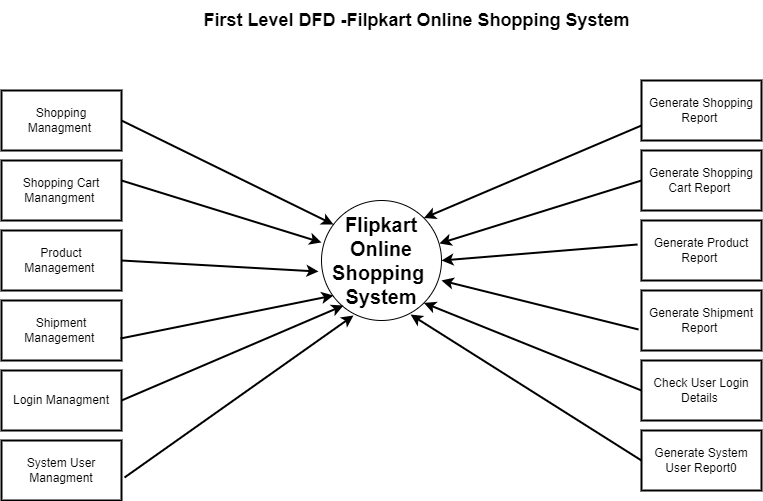 First Level DFD -Filpkart Online Shopping System
Shopping
Managment
Shopping Cart
Manangment
Product
Management
Shipment
Management
Login Managment
System User
Managment
Flipkart
Online
Shopping
System
Generate Shopping
Report
Generate Shopping
Cart Report
Generate Product
Report
Generate Shipment
Report
Check User Login
Details
Generate System
User Report0